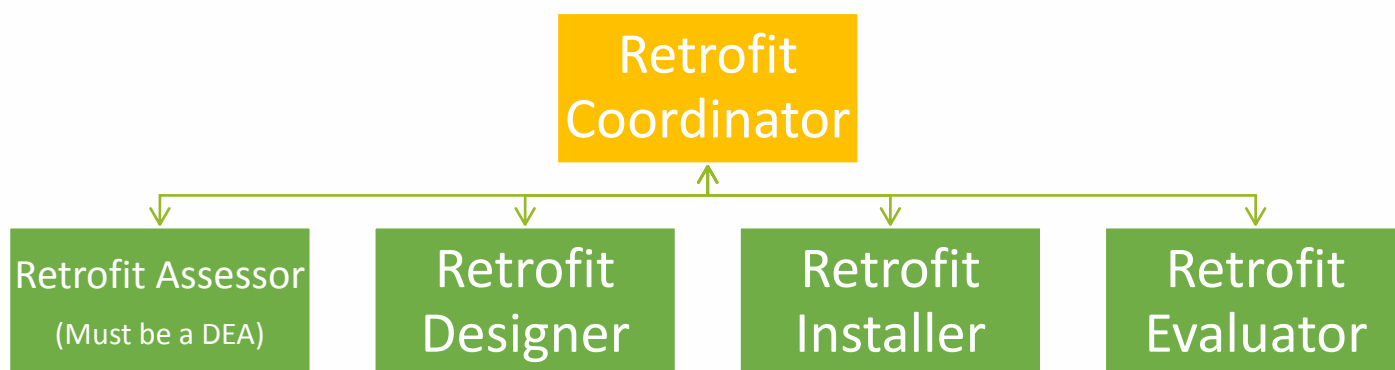 Retrofit
Coordinator
Retrofit Assessor
(Must be a DEA)
Retrofit
Designer
Retrofit
Installer
Retrofit
Evaluator